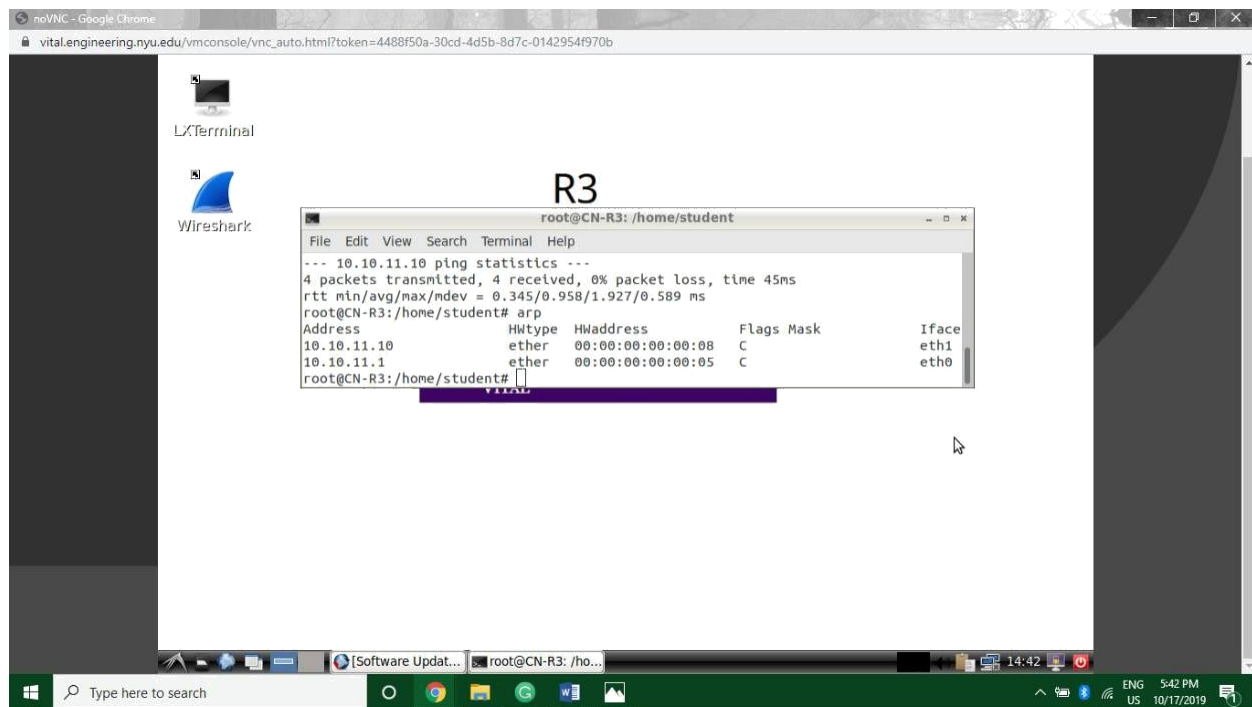 noVNC - Google Chrome
vital.engineering.nyu.edu/vmconsole/vnc_auto.html?token=4488f50a-30cd-4d5b-8d7c-0142954f970b
LXTerminal
Wireshark
R3
root@CN-R3: /home/student
File Edit View Search Terminal Help
--- 10.10.11.10 ping statistics ---
4 packets transmitted, 4 received, 0% packet loss, time 45ms
rtt min/avg/max/mdev = 0.345/0.958/1.927/0.589 ms
root@CN-R3:/home/student# arp
Address HWtype HWaddress Flags Mask Iface
10.10.11.10 ether 00:00:00:00:00:08 C eth1
10.10.11.1 ether 00:00:00:00:00:05 C eth0
root@CN-R3:/home/student#
VITAL
[Software Updat... root@CN-R3: /ho... 14:42
Type here to search
ENG 5:42 PM
US 10/17/2019
1